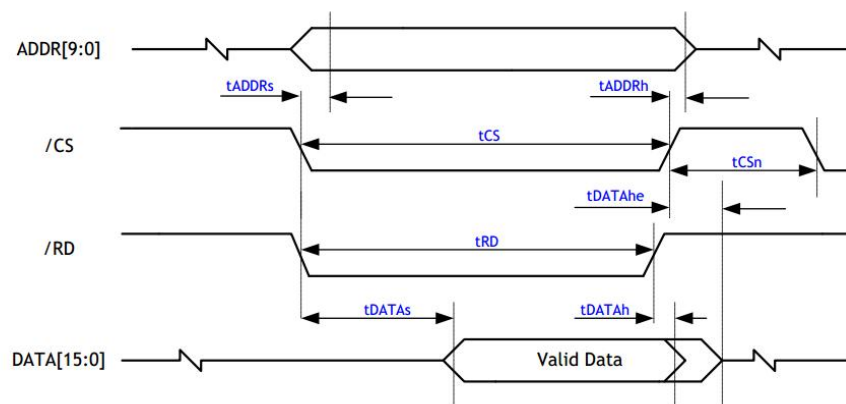 ADDR[9:0]
tADDRs
tADDRh
/CS
tCS
tCSn
tDATAhe
/RD
tRD
tDATAs
tDATAh
DATA[15:0]
Valid Data